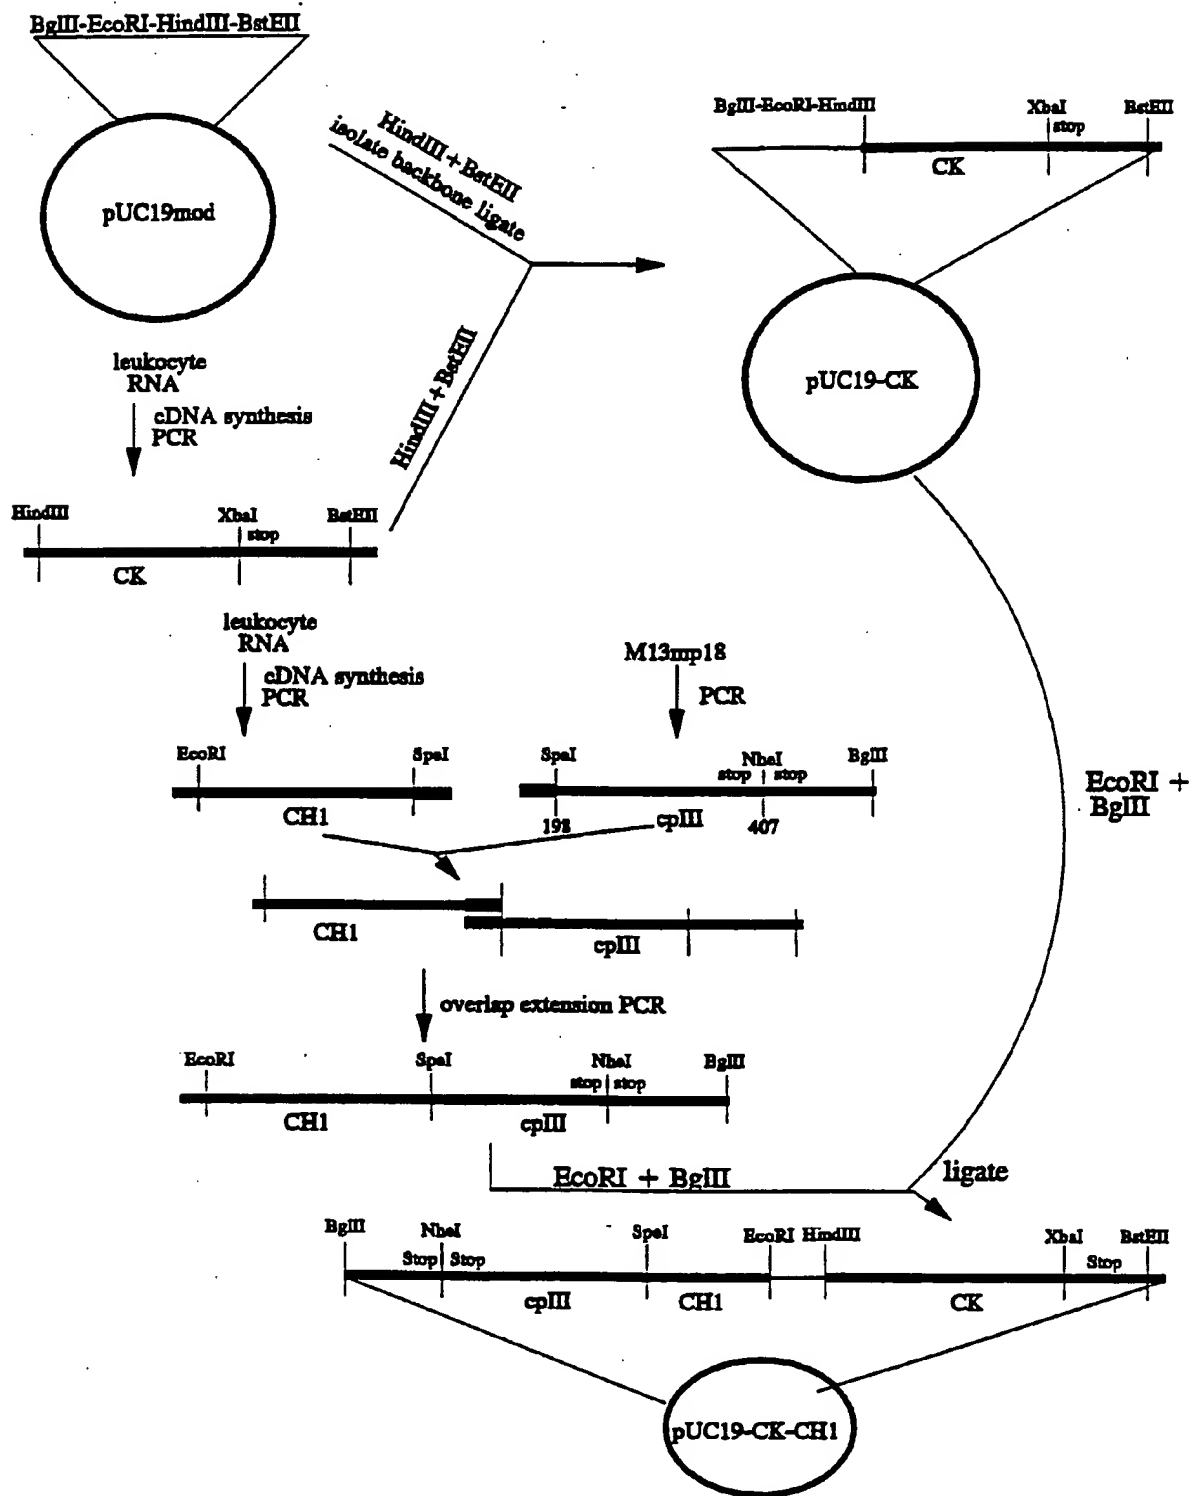 BglII-EcoRI-HindIII-BstEII
pUC19mod
HindIII+BstEII
isolate backbone ligate
HindIII+BstEII
BglII-EcoRI-HindIII
XbaI
BstEII
stop
CK
pUC19-CK
leukocyte
RNA
cDNA synthesis
PCR
HindIII
XbaI
BstEII
stop
CK
leukocyte
RNA
cDNA synthesis
PCR
M13mp18
PCR
EcoRI
SpeI
CH1
SpeI
NheI
BglII
stop
stop
198
cpIII
407
EcoRI +
BglII
CH1
cpIII
overlap extension PCR
EcoRI
SpeI
NheI
BglII
stop
stop
CH1
cpIII
EcoRI + BglII
ligate
BglII
NheI
SpeI
EcoRI
HindIII
XbaI
BstEII
Stop
Stop
Stop
cpIII
CH1
CK
pUC19-CK-CH1